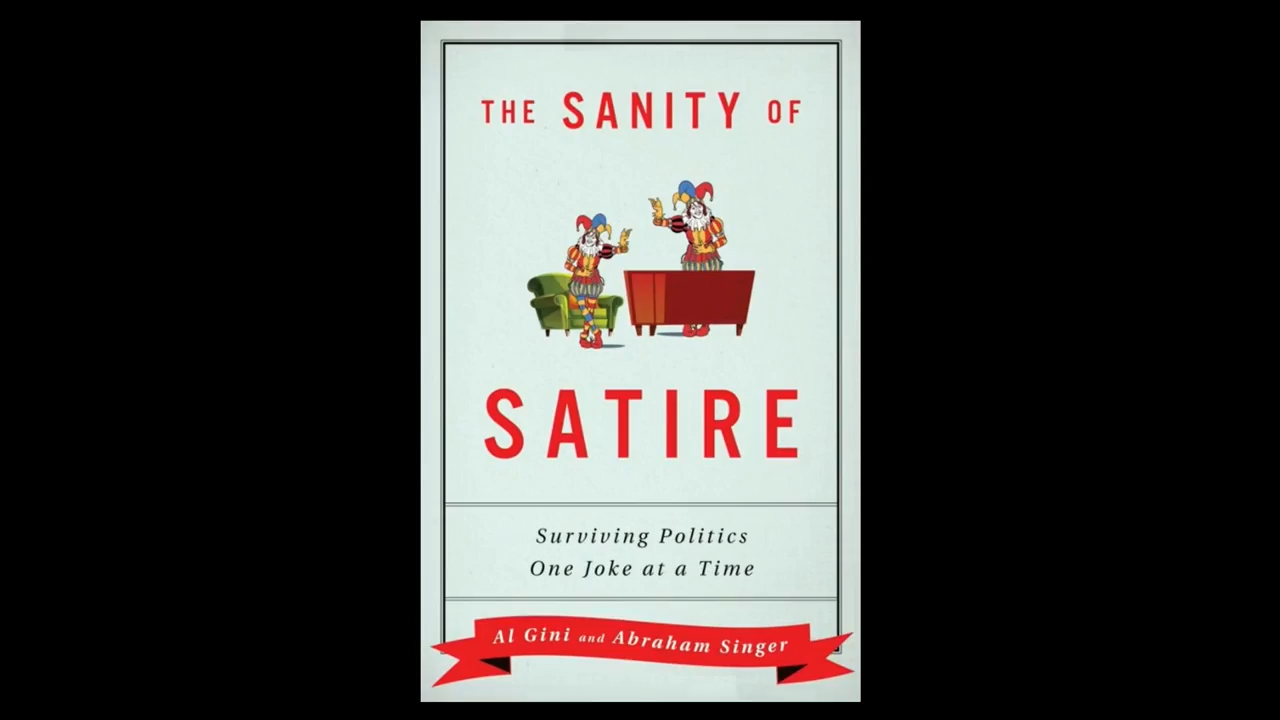 THE SANITY OF
SATIRE
Surviving Politics
One Joke at a Time
Al Gini and Abraham Singer